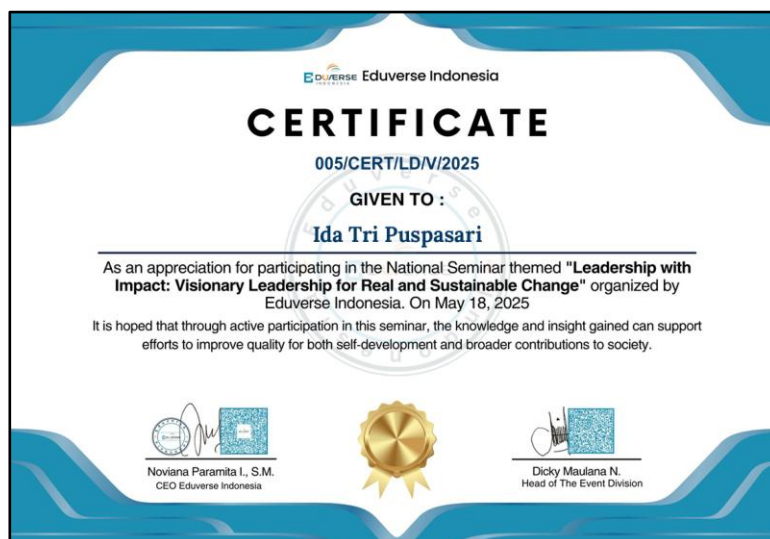 EDUVERSE
INDONESIA
Eduverse Indonesia
CERTIFICATE
005/CERT/LD/V/2025
GIVEN TO :
Ida Tri Puspasari
As an appreciation for participating in the National Seminar themed "Leadership with
Impact: Visionary Leadership for Real and Sustainable Change" organized by
Eduverse Indonesia. On May 18, 2025
It is hoped that through active participation in this seminar, the knowledge and insight gained can support
efforts to improve quality for both self-development and broader contributions to society.
Eduverse
Indonesia
Noviana Paramita I., S.M.
CEO Eduverse Indonesia
Dicky Maulana N.
Head of The Event Division